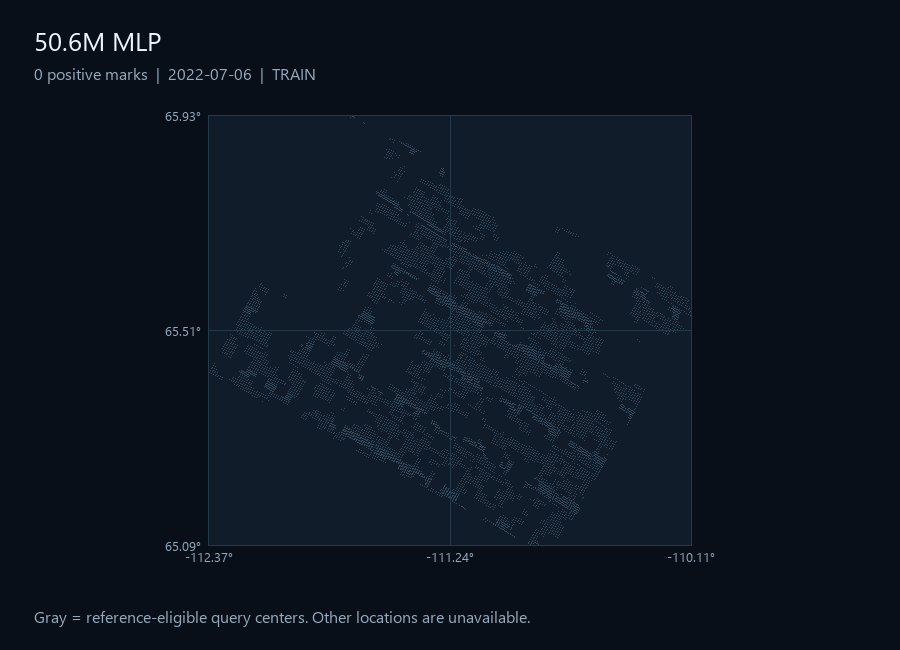 50.6M MLP
0 positive marks | 2022-07-06 | TRAIN
65.93°
65.51°
65.09°
-112.37°
-111.24°
-110.11°
Gray = reference-eligible query centers. Other locations are unavailable.